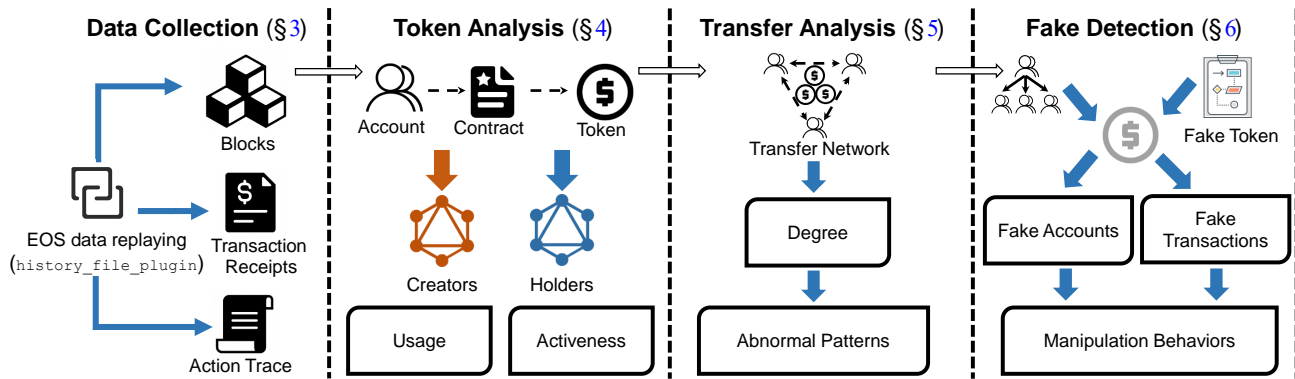 Data Collection (§3)
Blocks
EOS data replaying
(history_file_plugin)
Transaction
Receipts
Action Trace
Token Analysis (§4)
Account
Contract
Token
Creators
Holders
Usage
Activeness
Transfer Analysis (§5)
Transfer Network
Degree
Abnormal Patterns
Fake Detection (§6)
Fake Token
Fake Accounts
Fake
Transactions
Manipulation Behaviors